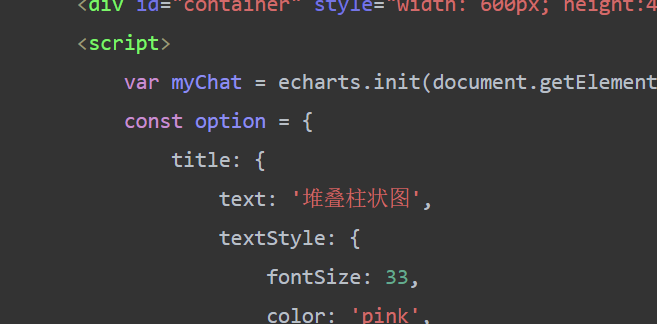 <div id="container" style="width: 600px; height:4
<script>
var myChat = echarts.init(document.getElement
const option = {
title: {
text: '堆叠柱状图',
textStyle: {
fontSize: 33,
color: 'pink',